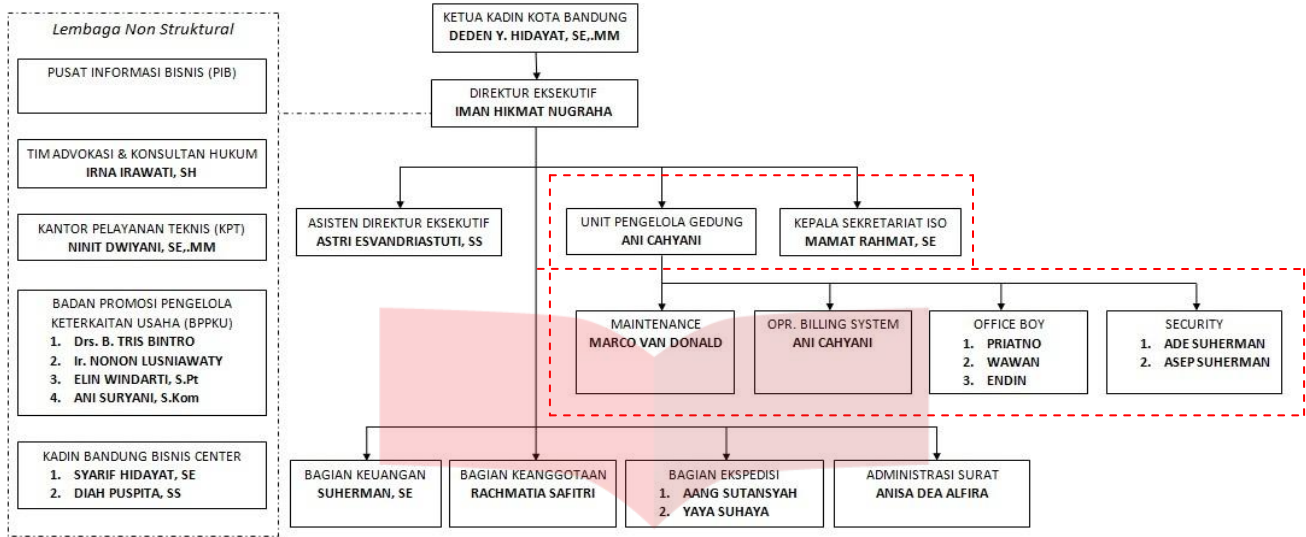 Lembaga Non Struktural
PUSAT INFORMASI BISNIS (PIB)
TIM ADVOKASI & KONSULTAN HUKUM
IRNA IRAWATI, SH
KANTOR PELAYANAN TEKNIS (KPT)
NINIT DWIYANI, SE,.MM
BADAN PROMOSI PENGELOLA
KETERKAITAN USAHA (BPPKU)
1. Drs. B. TRIS BINTRO
2. Ir. NONON LUSNIAWATY
3. ELIN WINDARTI, S.Pt
4. ANI SURYANI, S.Kom
KADIN BANDUNG BISNIS CENTER
1. SYARIF HIDAYAT, SE
2. DIAH PUSPITA, SS
KETUA KADIN KOTA BANDUNG
DEDEN Y. HIDAYAT, SE,.MM
DIREKTUR EKSEKUTIF
IMAN HIKMAT NUGRAHA
ASISTEN DIREKTUR EKSEKUTIF
ASTRI ESVANDRIASTUTI, SS
UNIT PENGELOLA GEDUNG
ANI CAHYANI
KEPALA SEKRETARIAT ISO
MAMAT RAHMAT, SE
MAINTENANCE
MARCO VAN DONALD
OPR. BILLING SYSTEM
ANI CAHYANI
OFFICE BOY
1. PRIATNO
2. WAWAN
3. ENDIN
SECURITY
1. ADE SUHERMAN
2. ASEP SUHERMAN
BAGIAN KEUANGAN
SUHERMAN, SE
BAGIAN KEANGGOTAAN
RACHMATIA SAFITRI
BAGIAN EKSPEDISI
1. AANG SUTANSYAH
2. YAYA SUHAYA
ADMINISTRASI SURAT
ANISA DEA ALFIRA